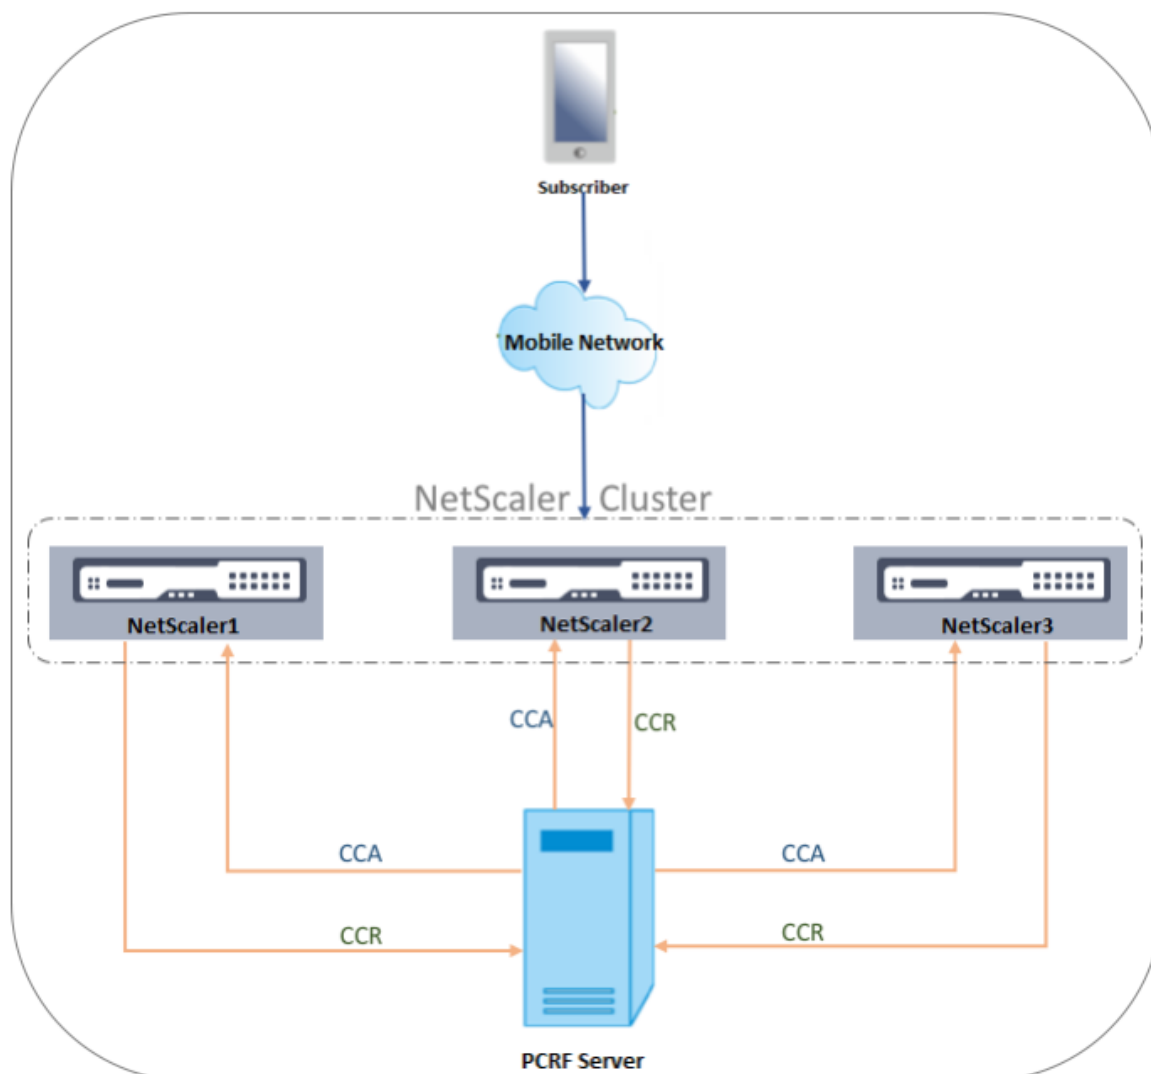 Subscriber
Mobile Network
NetScaler Cluster
NetScaler1
NetScaler2
NetScaler3
CCA
CCR
CCA
CCA
CCR
CCR
PCRF Server